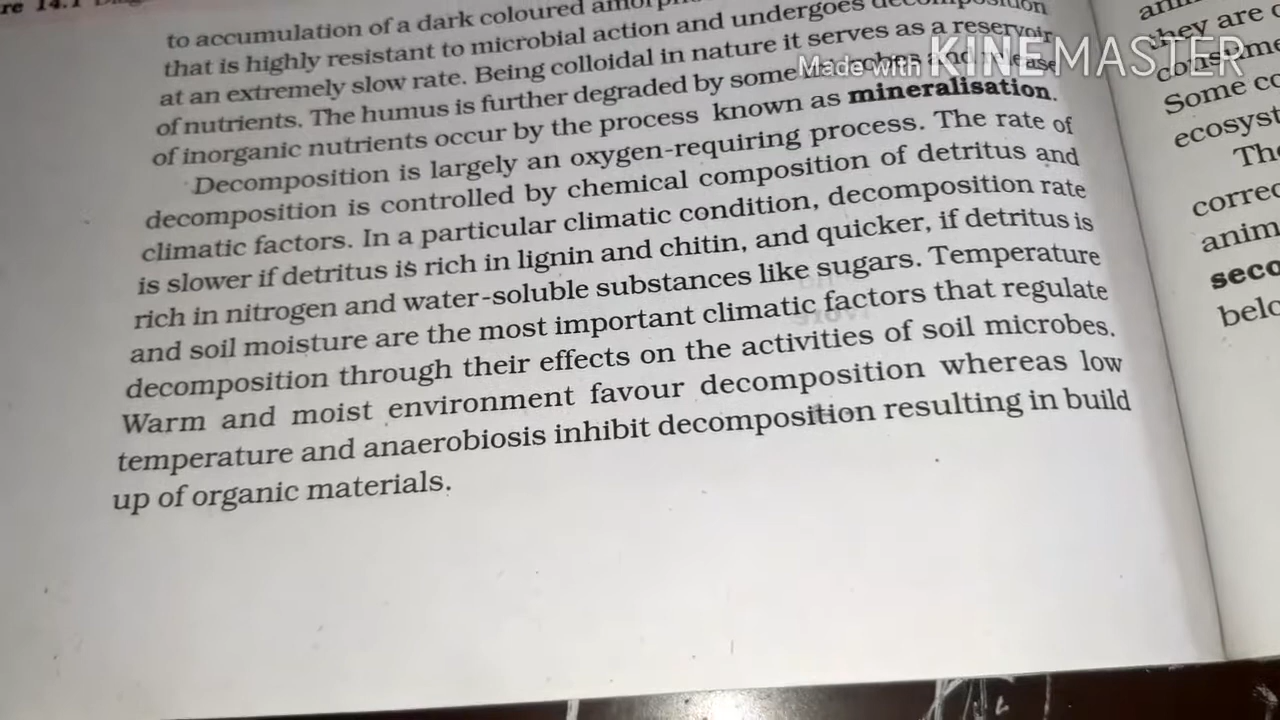 re 14.1
to accumulation of a dark coloured
that is highly resistant to microbial action and undergoes decomposition
at an extremely slow rate. Being colloidal in nature it serves as a reservoir
of nutrients. The humus is further degraded by some
of inorganic nutrients occur by the process known as mineralisation.
Decomposition is largely an oxygen-requiring process. The rate of
decomposition is controlled by chemical composition of detritus and
climatic factors. In a particular climatic condition, decomposition rate
is slower if detritus is rich in lignin and chitin, and quicker, if detritus is
rich in nitrogen and water-soluble substances like sugars. Temperature
and soil moisture are the most important climatic factors that regulate
decomposition through their effects on the activities of soil microbes.
Warm and moist environment favour decomposition whereas low
temperature and anaerobiosis inhibit decomposition resulting in build
up of organic materials.
Made with KINEMASTER
they are
Some
ecosyst
The
correc
anim
seco
belo